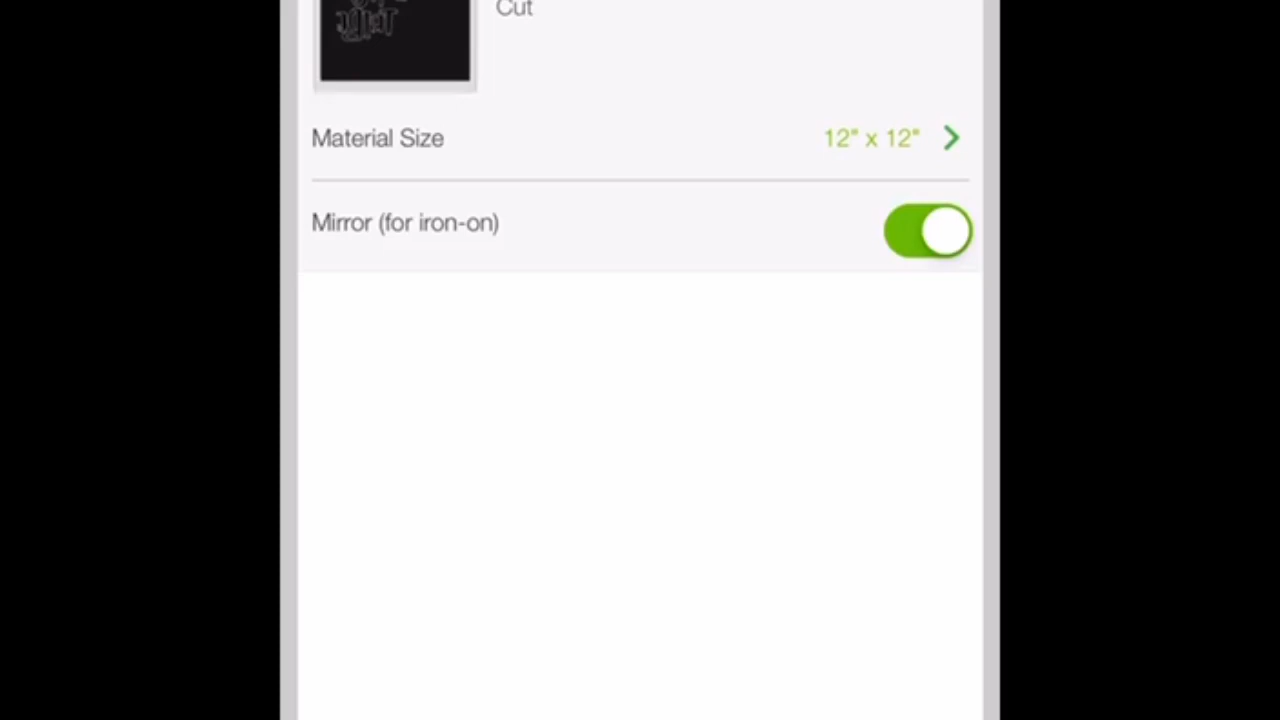 Cut
Material Size
12" x 12"
Mirror (for iron-on)